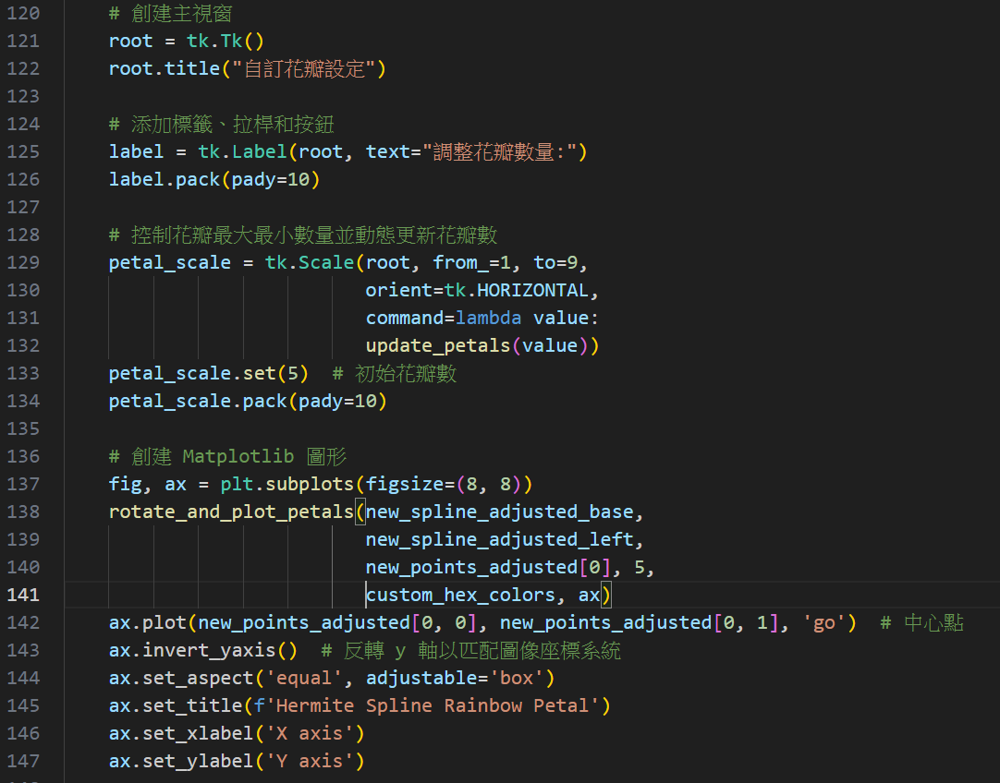 120 # 創建主視窗
121 root = tk.Tk()
122 root.title("自訂花瓣設定")
123
124 # 添加標籤、拉桿和按鈕
125 label = tk.Label(root, text="調整花瓣數量:")
126 label.pack(pady=10)
127
128 # 控制花瓣最大最小數量並動態更新花瓣數
129 petal_scale = tk.Scale(root, from_=1, to=9,
130 orient=tk.HORIZONTAL,
131 command=lambda value:
132 update_petals(value))
133 petal_scale.set(5)  # 初始花瓣數
134 petal_scale.pack(pady=10)
135
136 # 創建 Matplotlib 圖形
137 fig, ax = plt.subplots(figsize=(8, 8))
138 rotate_and_plot_petals(new_spline_adjusted_base,
139 new_spline_adjusted_left,
140 new_points_adjusted[0], 5,
141 custom_hex_colors, ax)
142 ax.plot(new_points_adjusted[0, 0], new_points_adjusted[0, 1], 'go')  # 中心點
143 ax.invert_yaxis()  # 反轉 y 軸以匹配圖像座標系統
144 ax.set_aspect('equal', adjustable='box')
145 ax.set_title(f'Hermite Spline Rainbow Petal')
146 ax.set_xlabel('X axis')
147 ax.set_ylabel('Y axis')